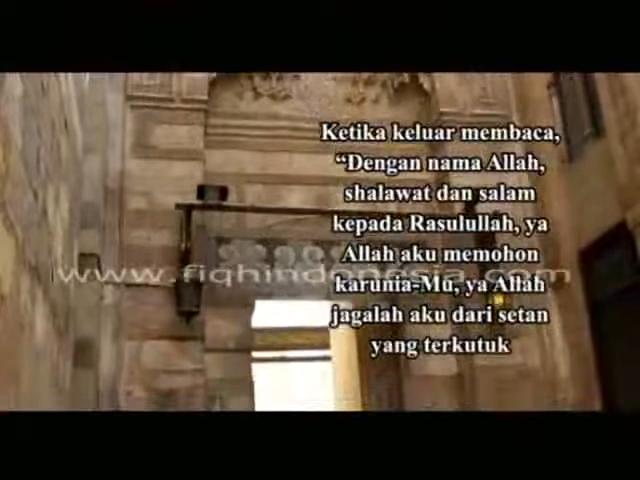 Ketika keluar membaca,
“Dengan nama Allah,
shalawat dan salam
kepada Rasulullah, ya
Allah aku memohon
karunia-Mu, ya Allah
jagalah aku dari setan
yang terkutuk
www.fiqhindonesia.com